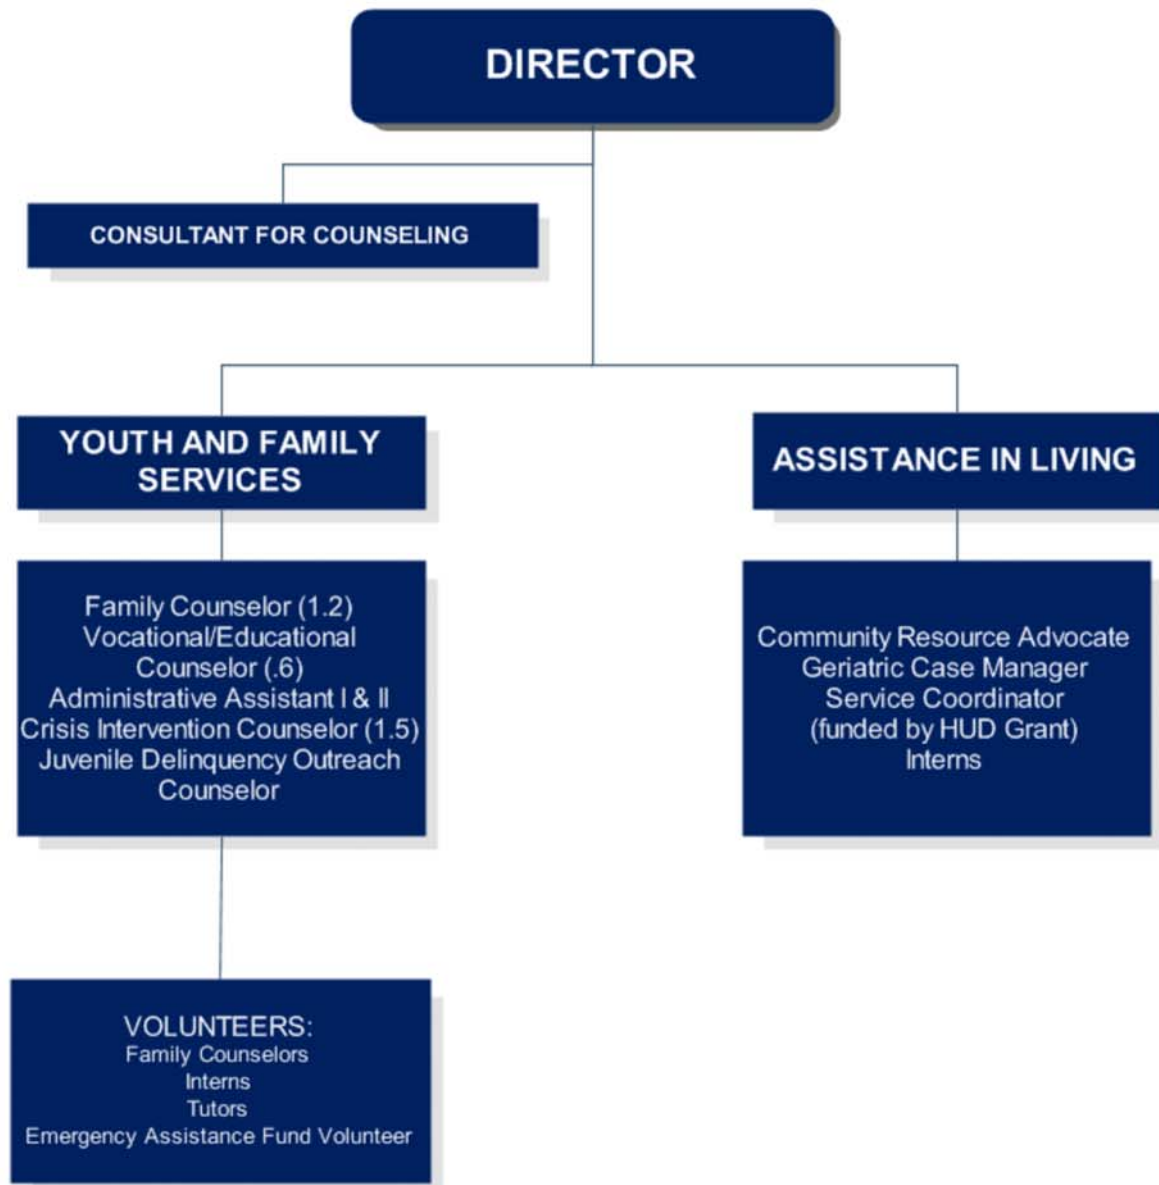 DIRECTOR
CONSULTANT FOR COUNSELING
YOUTH AND FAMILY
SERVICES
ASSISTANCE IN LIVING
Family Counselor (1.2)
Vocational/Educational
Counselor (.6)
Administrative Assistant I & II
Crisis Intervention Counselor (1.5)
Juvenile Delinquency Outreach
Counselor
Community Resource Advocate
Geriatric Case Manager
Service Coordinator
(funded by HUD Grant)
Interns
VOLUNTEERS:
Family Counselors
Interns
Tutors
Emergency Assistance Fund Volunteer